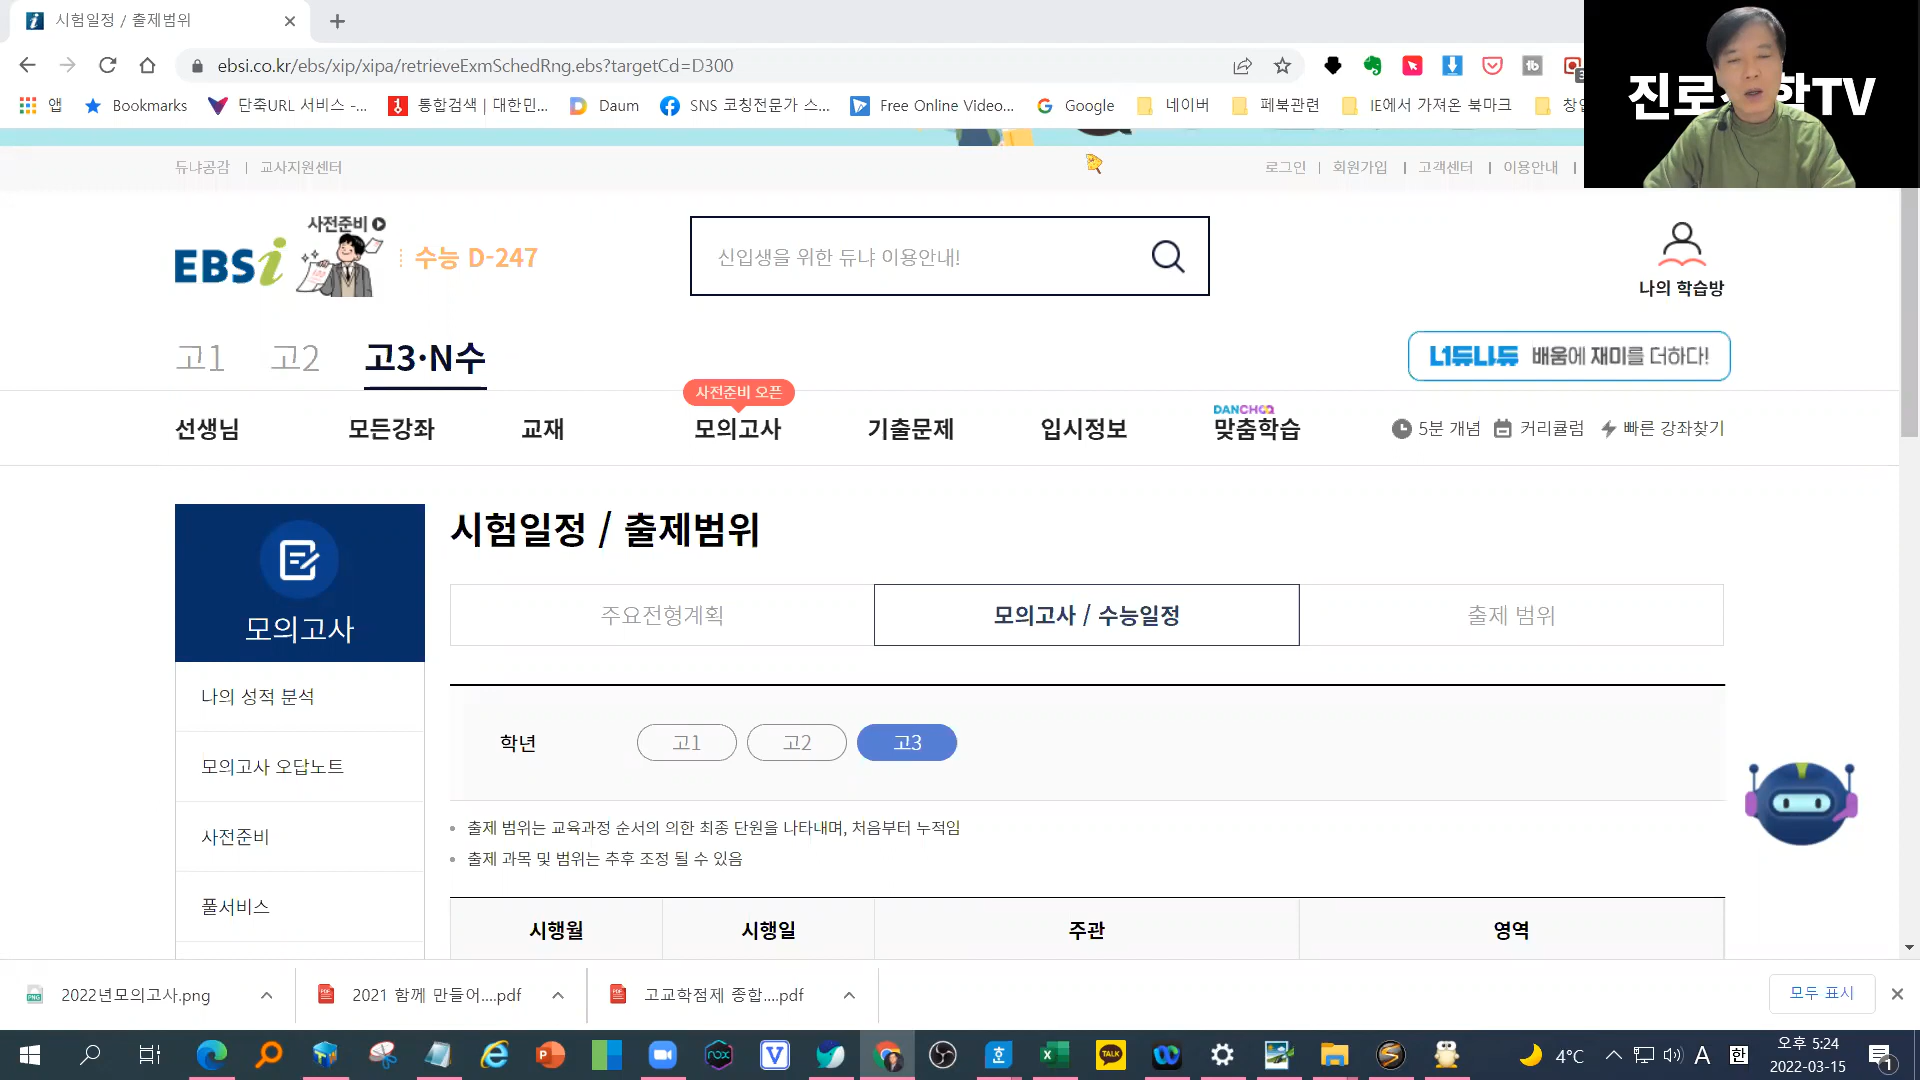 시험일정 / 출제범위
ebsi.co.kr/ebs/xip/xipa/retrieveExmSchedRng.ebs?targetCd=D300
앱 Bookmarks 단축URL 서비스 -... 통합검색 | 대한민... Daum SNS 코칭전문가 스... Free Online Video... Google 네이버 페북관련 IE에서 가져온 북마크
TV
듀냐공감 | 교사지원센터
로그인 | 회원가입 | 고객센터 | 이용안내 |
사전준비
EBSi
수능 D-247
신입생을 위한 듀냐 이용안내!
나의 학습방
고1 고2 고3·N수
너듀나듀 배움에 재미를 더하다!
사전준비 오픈
DANCHOO
선생님 모든강좌 교재 모의고사 기출문제 입시정보 맞춤학습 5분 개념 커리큘럼 빠른 강좌찾기
모의고사
나의 성적 분석
모의고사 오답노트
사전준비
풀서비스
시험일정 / 출제범위
주요전형계획 모의고사 / 수능일정 출제 범위
학년 고1 고2 고3
출제 범위는 교육과정 순서의 의한 최종 단원을 나타내며, 처음부터 누적임
출제 과목 및 범위는 추후 조정 될 수 있음
시행월 시행일 주관 영역
2022년모의고사.png 2021 함께 만들어....pdf 고교학점제 종합....pdf 모두 표시
4°C A 한
오후 5:24
2022-03-15
1